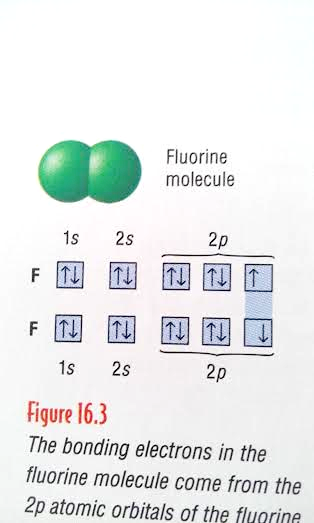 Fluorine
molecule
1s 2s 2p
F ↑↓ ↑↓ ↑↓ ↑↓ ↑
F ↑↓ ↑↓ ↑↓ ↑↓ ↓
1s 2s 2p
Figure 16.3
The bonding electrons in the
fluorine molecule come from the
2p atomic orbitals of the fluorine